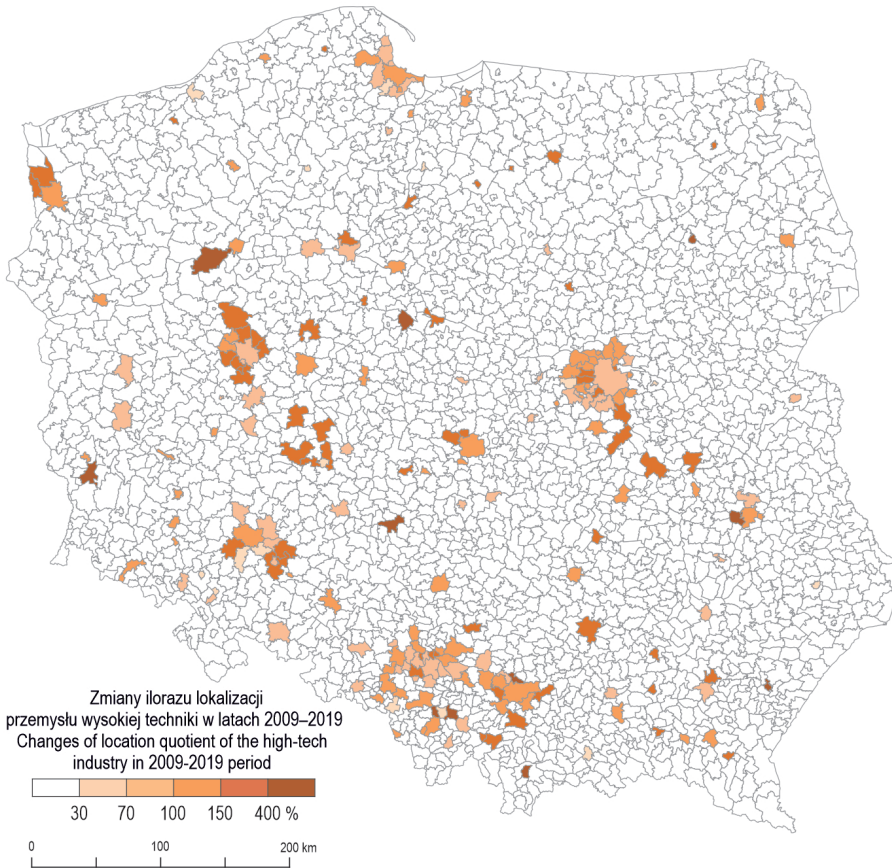 Zmiany ilorazu lokalizacji
przemysłu wysokiej techniki w latach 2009–2019
Changes of location quotient of the high-tech
industry in 2009-2019 period
30 70 100 150 400 %
0 100 200 km